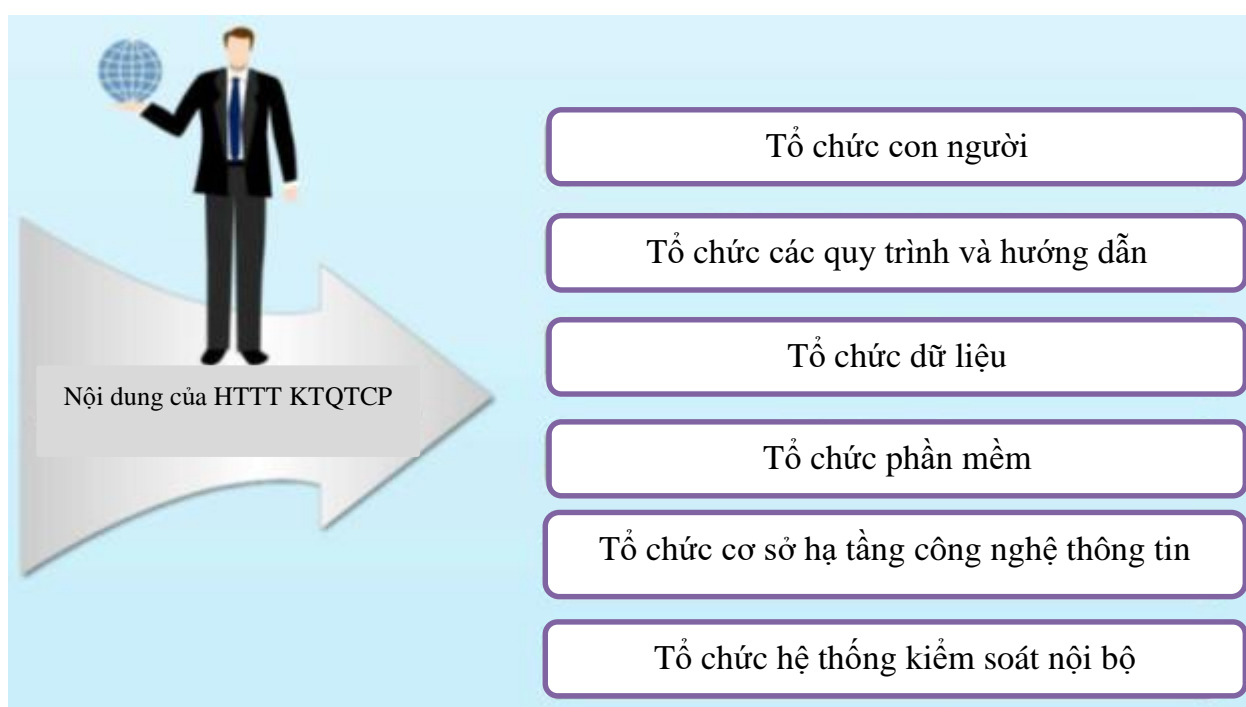 Nội dung của HTTT KTQTCP
Tổ chức con người
Tổ chức các quy trình và hướng dẫn
Tổ chức dữ liệu
Tổ chức phần mềm
Tổ chức cơ sở hạ tầng công nghệ thông tin
Tổ chức hệ thống kiểm soát nội bộ